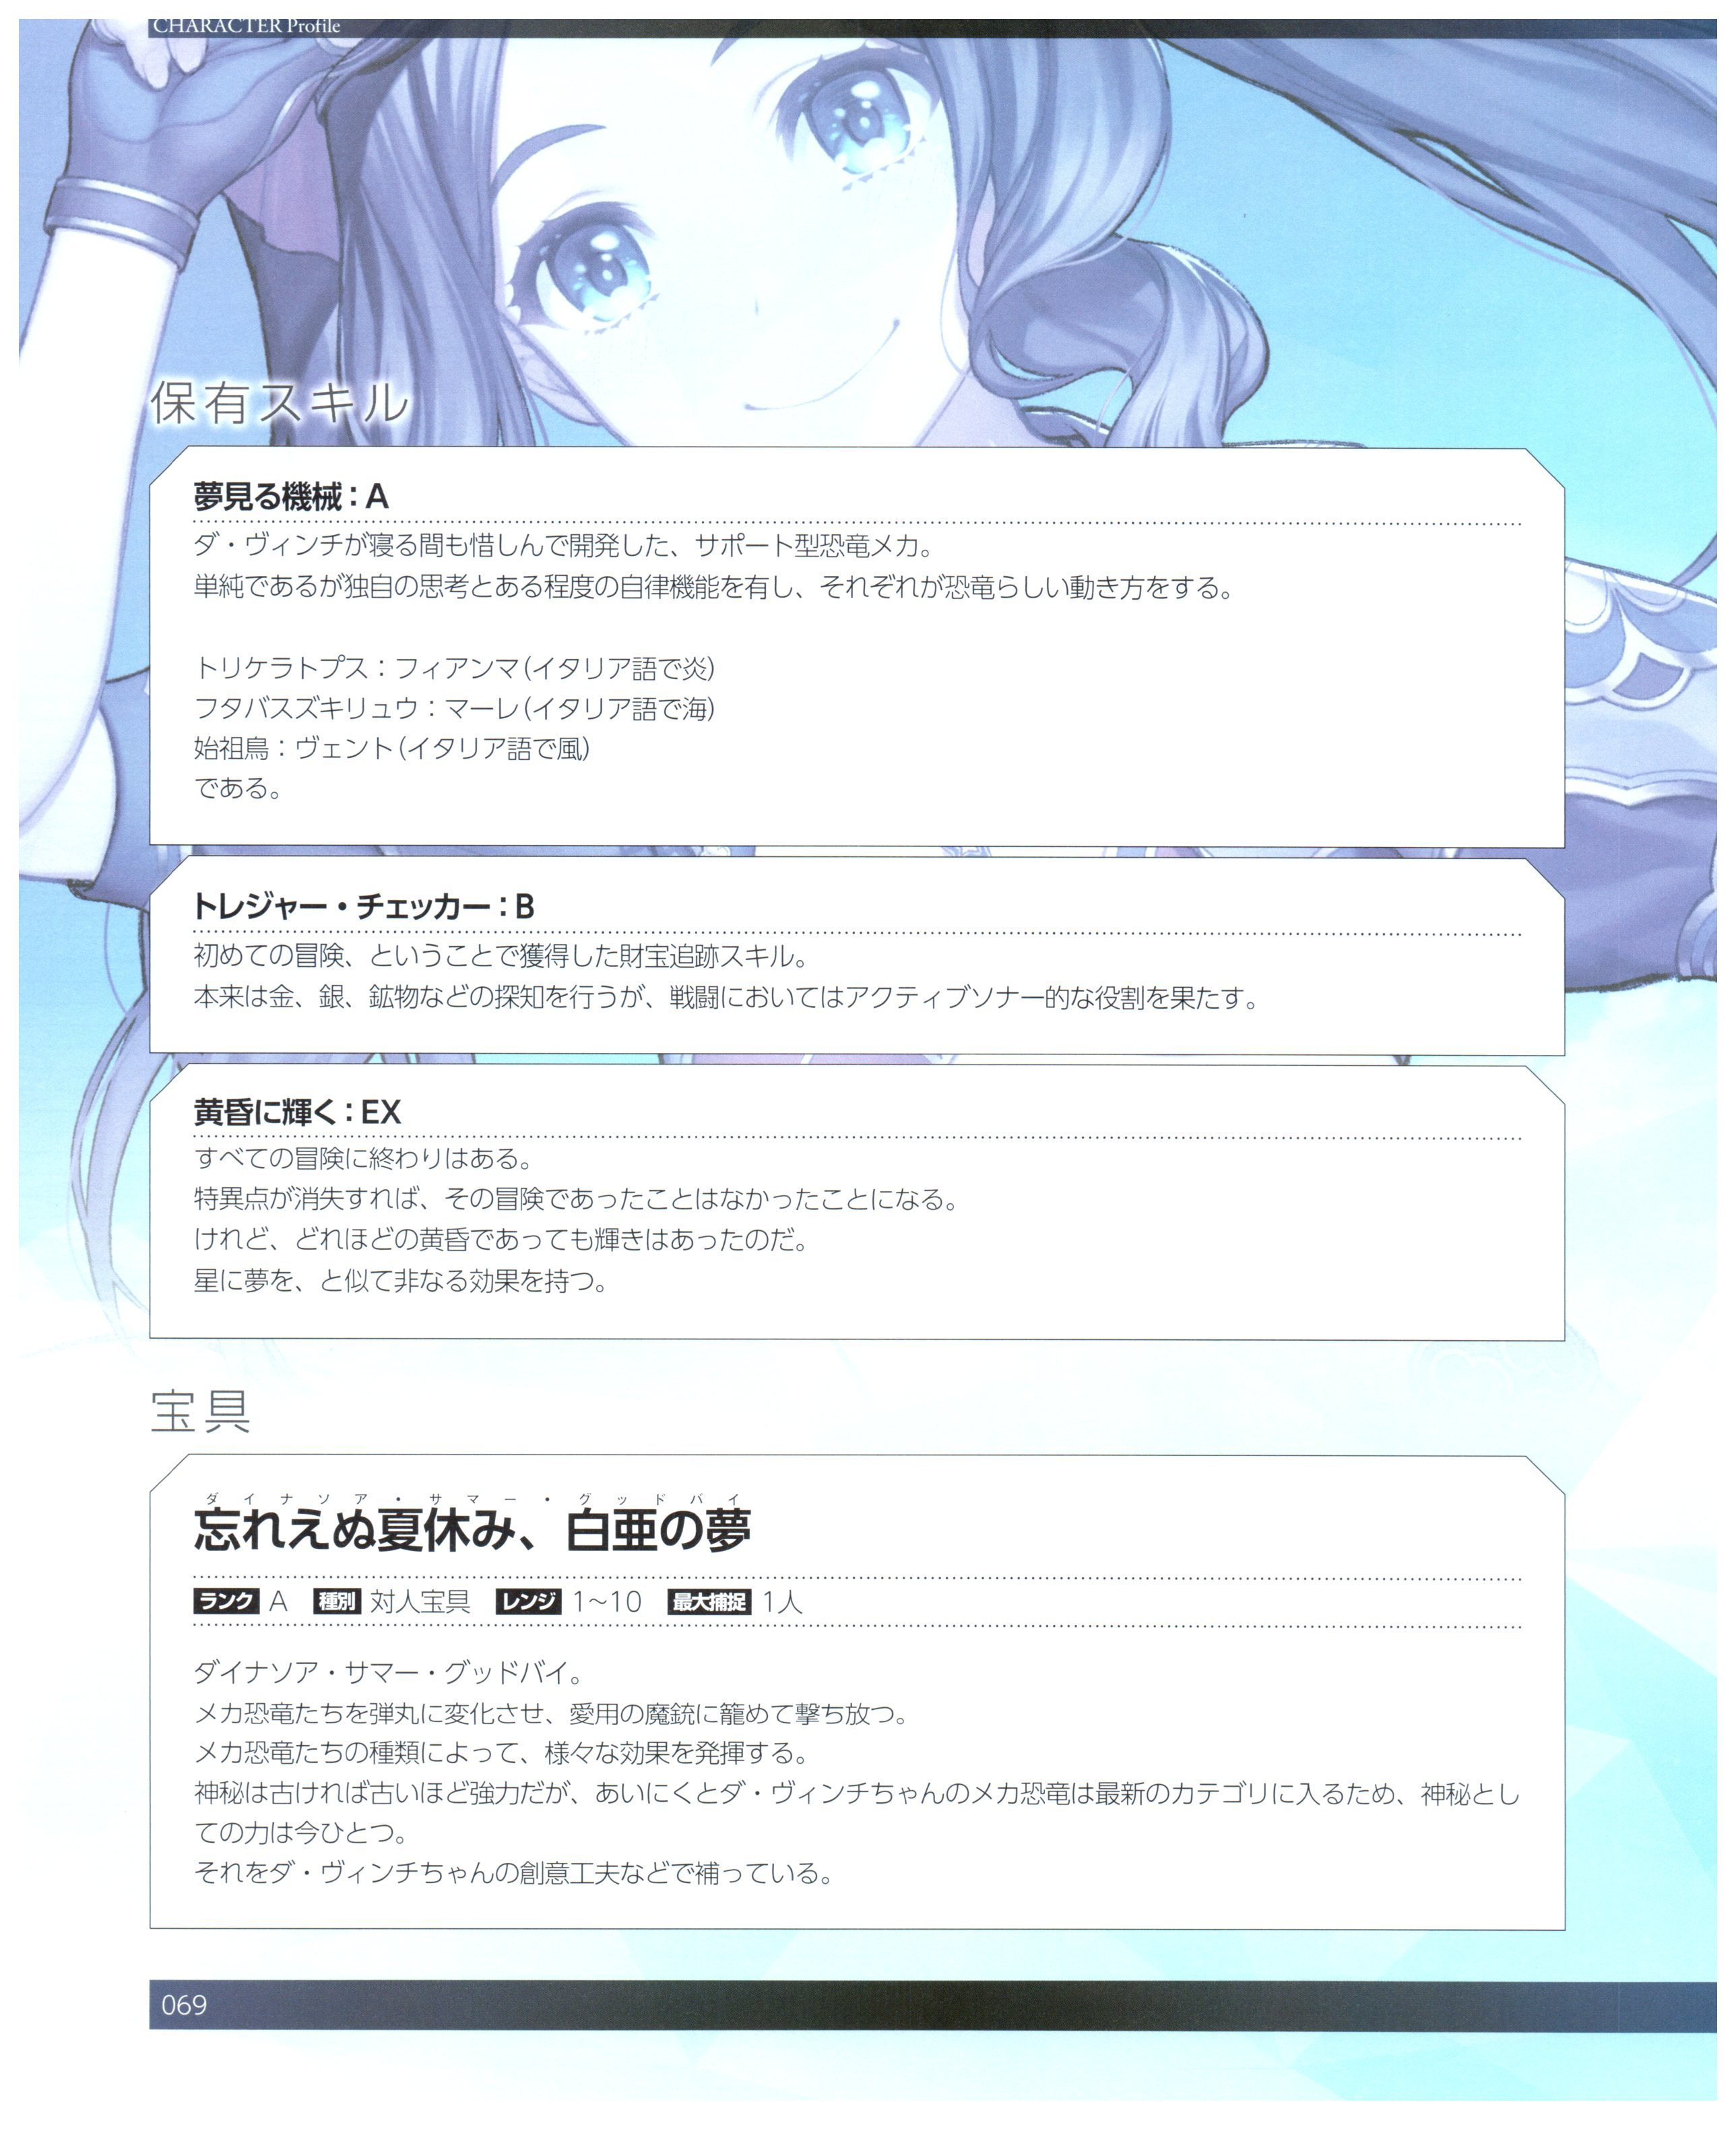 CHARACTER Profile
保有スキル
夢見る機械：A
ダ・ヴィンチが寝る間も惜しんで開発した、サポート型恐竜メカ。
単純であるが独自の思考とある程度の自律機能を有し、それぞれが恐竜らしい動き方をする。
トリケラトプス：フィアンマ（イタリア語で炎）
フタバスズキリュウ：マーレ（イタリア語で海）
始祖鳥：ヴェント（イタリア語で風）
である。
トレジャー・チェッカー：B
初めての冒険、ということで獲得した財宝追跡スキル。
本来は金、銀、鉱物などの探知を行うが、戦闘においてはアクティブソナー的な役割を果たす。
黄昏に輝く：EX
すべての冒険に終わりはある。
特異点が消失すれば、その冒険であったことはなかったことになる。
けれど、どれほどの黄昏であっても輝きはあったのだ。
星に夢を、と似て非なる効果を持つ。
宝具
ダイナソア・サマー・グッドバイ
忘れえぬ夏休み、白亜の夢
ランク A 種別 対人宝具 レンジ 1～10 最大捕捉 1人
ダイナソア・サマー・グッドバイ。
メカ恐竜たちを弾丸に変化させ、愛用の魔銃に籠めて撃ち放つ。
メカ恐竜たちの種類によって、様々な効果を発揮する。
神秘は古ければ古いほど強力だが、あいにくとダ・ヴィンチちゃんのメカ恐竜は最新のカテゴリに入るため、神秘とし
ての力は今ひとつ。
それをダ・ヴィンチちゃんの創意工夫などで補っている。
069